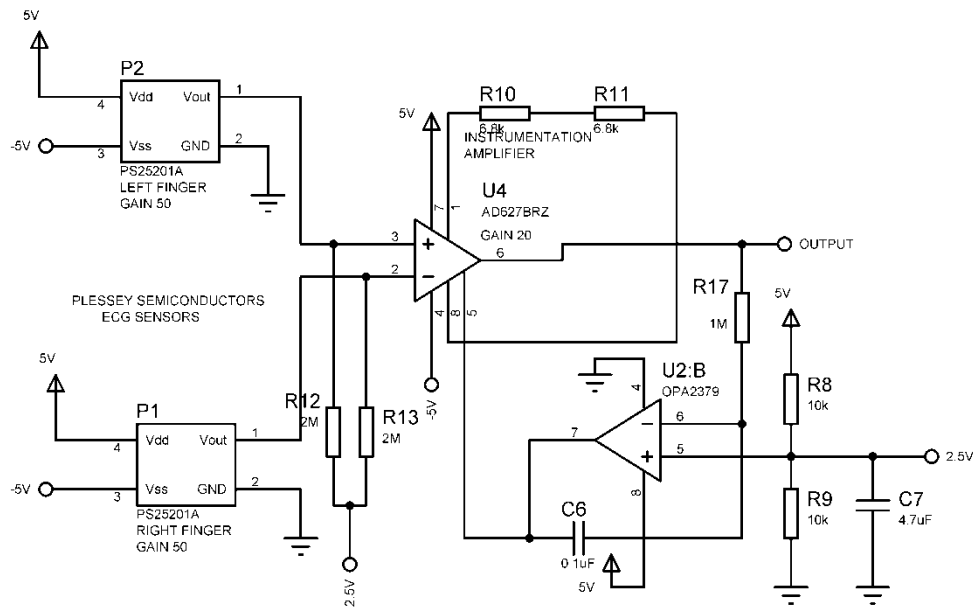 5V
P2
Vdd Vout
4 1
-5V
Vss GND
3 2
PS25201A
LEFT FINGER
GAIN 50
5V
R10 R11
6.8k 6.8k
INSTRUMENTATION
AMPLIFIER
7 1
U4
AD627BRZ
GAIN 20
3 +
2 −
6
4 8 5
-5V
OUTPUT
PLESSEY SEMICONDUCTORS
ECG SENSORS
R17
1M
5V
5V
P1
Vdd Vout
4 1
-5V
Vss GND
3 2
PS25201A
RIGHT FINGER
GAIN 50
R12
2M
R13
2M
2.5V
U2:B
OPA2379
4
− 6
7
+ 5
8
R8
10k
2.5V
R9
10k
C7
4.7uF
C6
0.1uF
5V